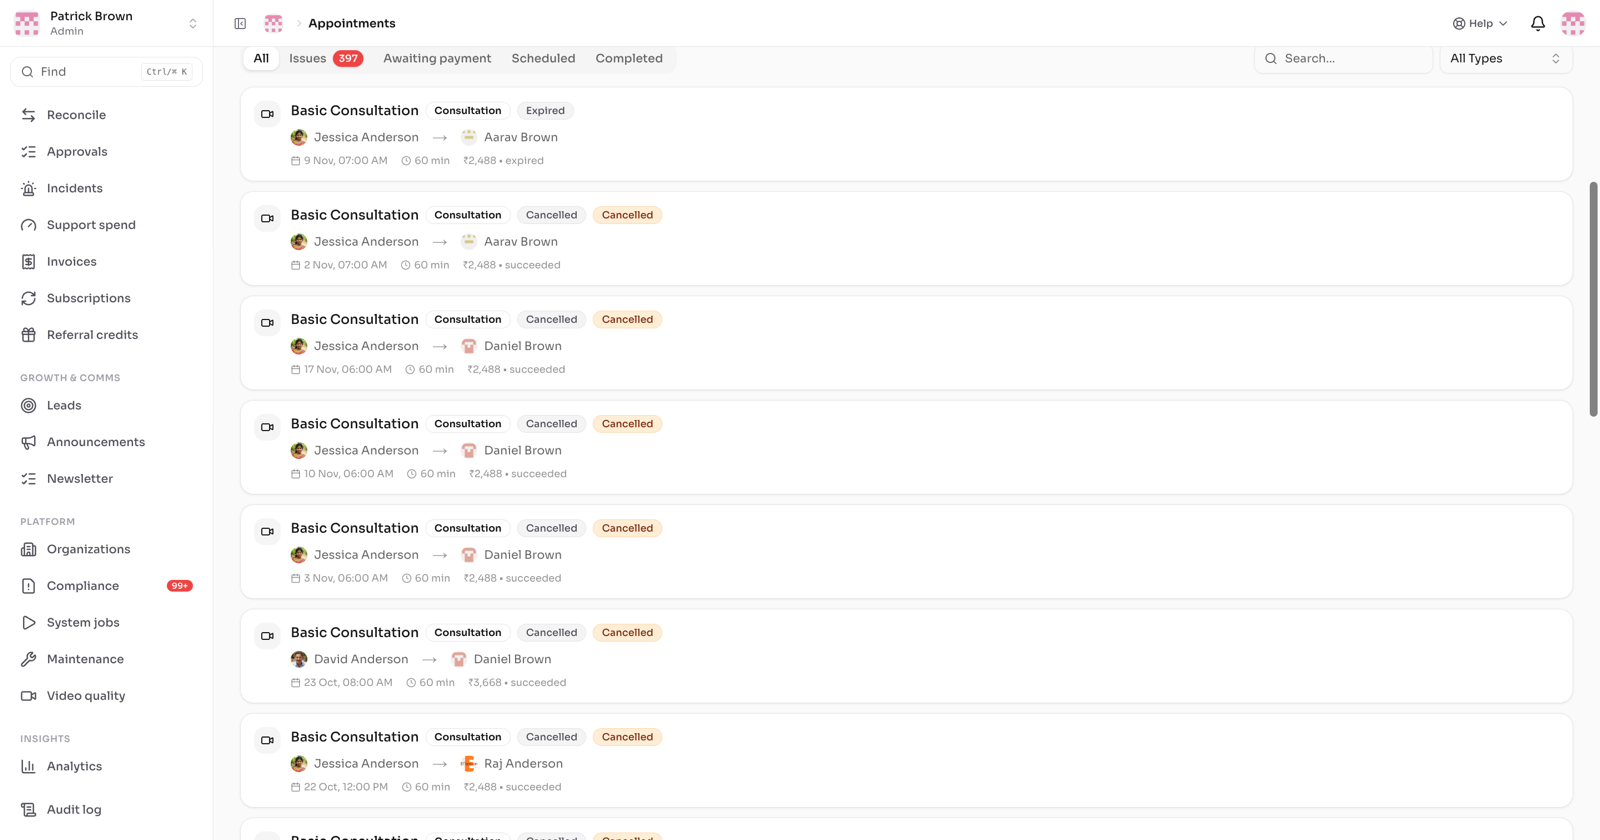 Patrick Brown
Admin
Find
Ctrl/⌘ K
Reconcile
Approvals
Incidents
Support spend
Invoices
Subscriptions
Referral credits
GROWTH & COMMS
Leads
Announcements
Newsletter
PLATFORM
Organizations
Compliance 99+
System jobs
Maintenance
Video quality
INSIGHTS
Analytics
Audit log
Appointments
Help
All Issues 397 Awaiting payment Scheduled Completed
Search...
All Types
Basic Consultation Consultation Expired
Jessica Anderson → Aarav Brown
9 Nov, 07:00 AM 60 min ₹2,488 • expired
Basic Consultation Consultation Cancelled Cancelled
Jessica Anderson → Aarav Brown
2 Nov, 07:00 AM 60 min ₹2,488 • succeeded
Basic Consultation Consultation Cancelled Cancelled
Jessica Anderson → Daniel Brown
17 Nov, 06:00 AM 60 min ₹2,488 • succeeded
Basic Consultation Consultation Cancelled Cancelled
Jessica Anderson → Daniel Brown
10 Nov, 06:00 AM 60 min ₹2,488 • succeeded
Basic Consultation Consultation Cancelled Cancelled
Jessica Anderson → Daniel Brown
3 Nov, 06:00 AM 60 min ₹2,488 • succeeded
Basic Consultation Consultation Cancelled Cancelled
David Anderson → Daniel Brown
23 Oct, 08:00 AM 60 min ₹3,668 • succeeded
Basic Consultation Consultation Cancelled Cancelled
Jessica Anderson → Raj Anderson
22 Oct, 12:00 PM 60 min ₹2,488 • succeeded
Basic Consultation Consultation Cancelled Cancelled